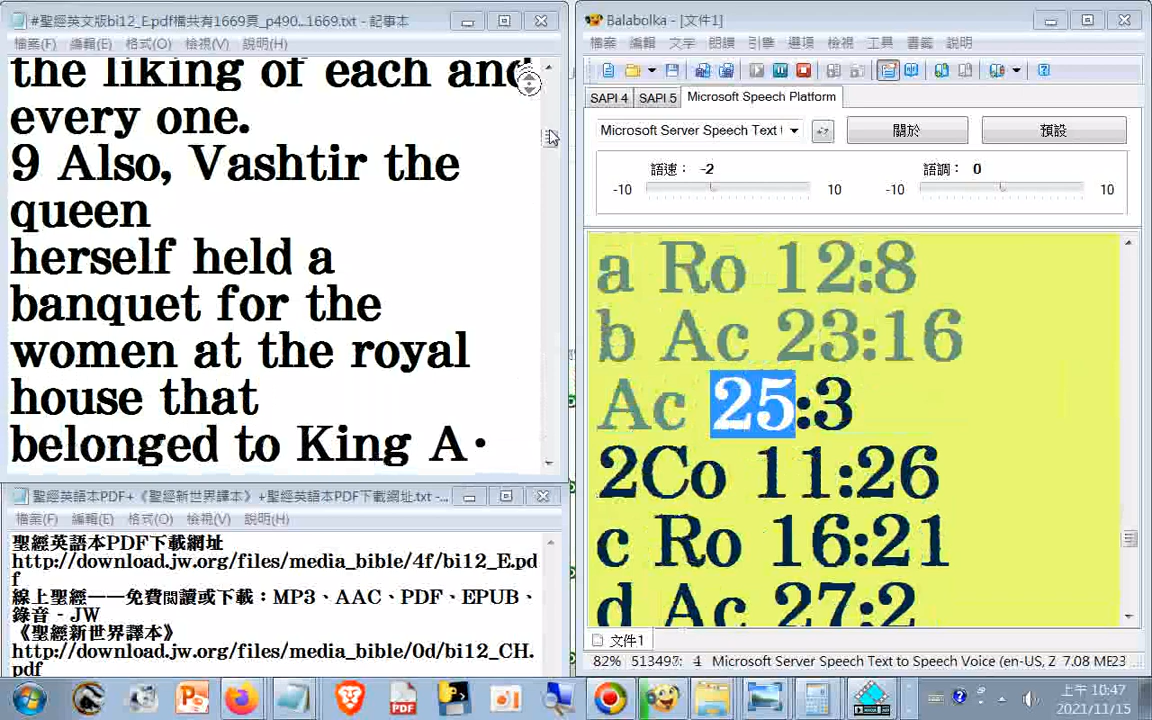 #聖經英文版bi12_E.pdf檔共有1669頁_p490...1669.txt - 記事本
檔案(F) 編輯(E) 格式(O) 檢視(V) 說明(H)
the liking of each and
every one.
9 Also, Vashtir the
queen
herself held a
banquet for the
women at the royal
house that
belonged to King A·
聖經英語本PDF+《聖經新世界譯本》+聖經英語本PDF下載網址.txt -...
檔案(F) 編輯(E) 格式(O) 檢視(V) 說明(H)
聖經英語本PDF下載網址
http://download.jw.org/files/media_bible/4f/bi12_E.pd
f
線上聖經——免費閱讀或下載：MP3、AAC、PDF、EPUB、
錄音 - JW
《聖經新世界譯本》
http://download.jw.org/files/media_bible/0d/bi12_CH.
pdf
Balabolka - [文件1]
檔案 編輯 文字 朗讀 引擎 選項 檢視 工具 書籤 說明
SAPI 4 SAPI 5 Microsoft Speech Platform
Microsoft Server Speech Text 關於 預設
語速： -2 語調： 0
-10 10 -10 10
a Ro 12:8
b Ac 23:16
Ac 25:3
2Co 11:26
c Ro 16:21
d Ac 27:2
文件1
82% 513497: 4 Microsoft Server Speech Text to Speech Voice (en-US, Z 7.08 ME23
PDF
上午 10:47
2021/11/15